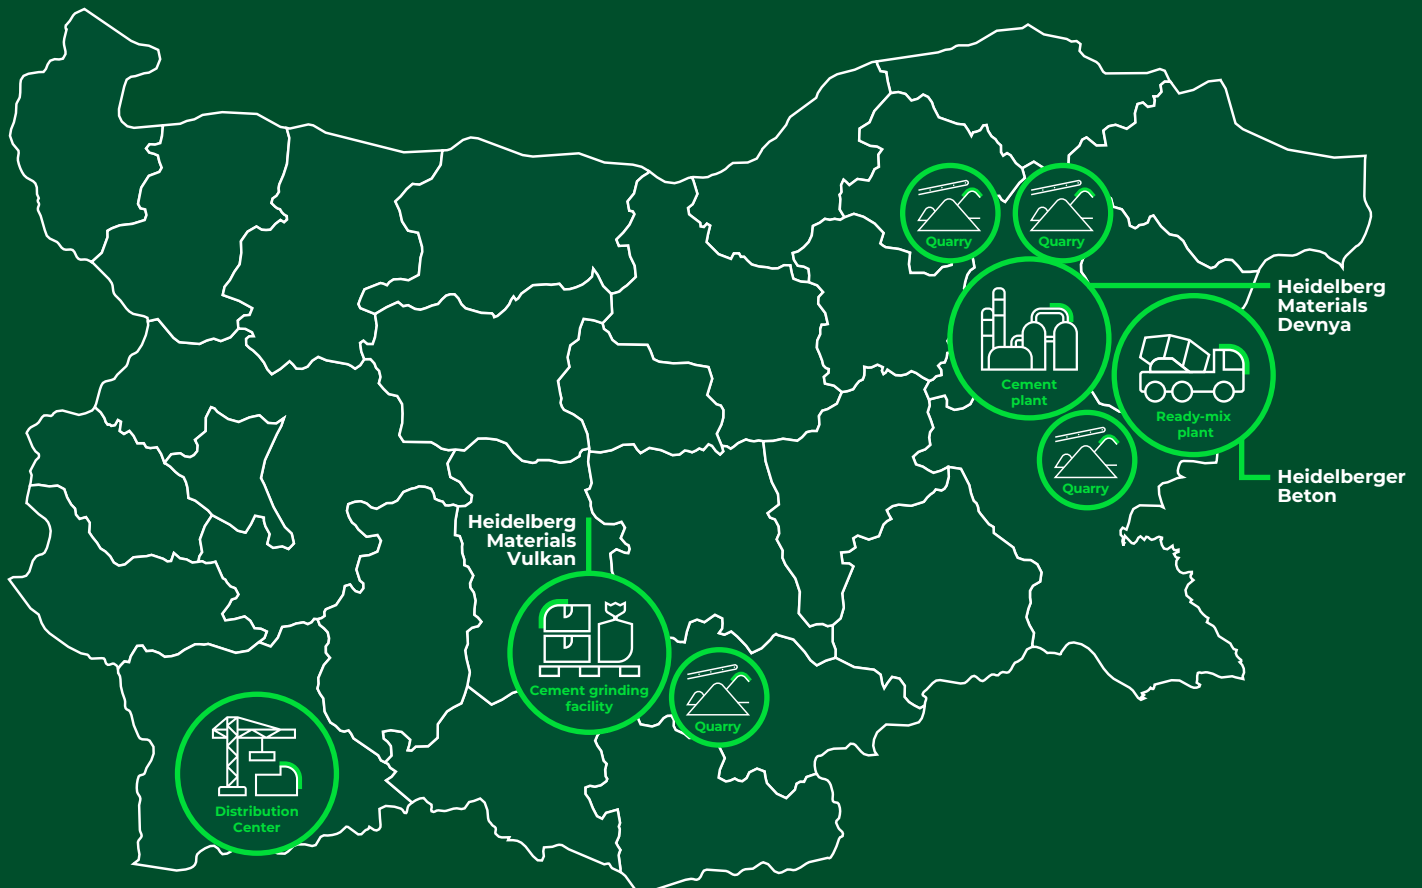 Quarry
Quarry
Heidelberg
Materials
Devnya
Cement
plant
Ready-mix
plant
Quarry
Heidelberger
Beton
Heidelberg
Materials
Vulkan
Cement grinding
facility
Quarry
Distribution
Center